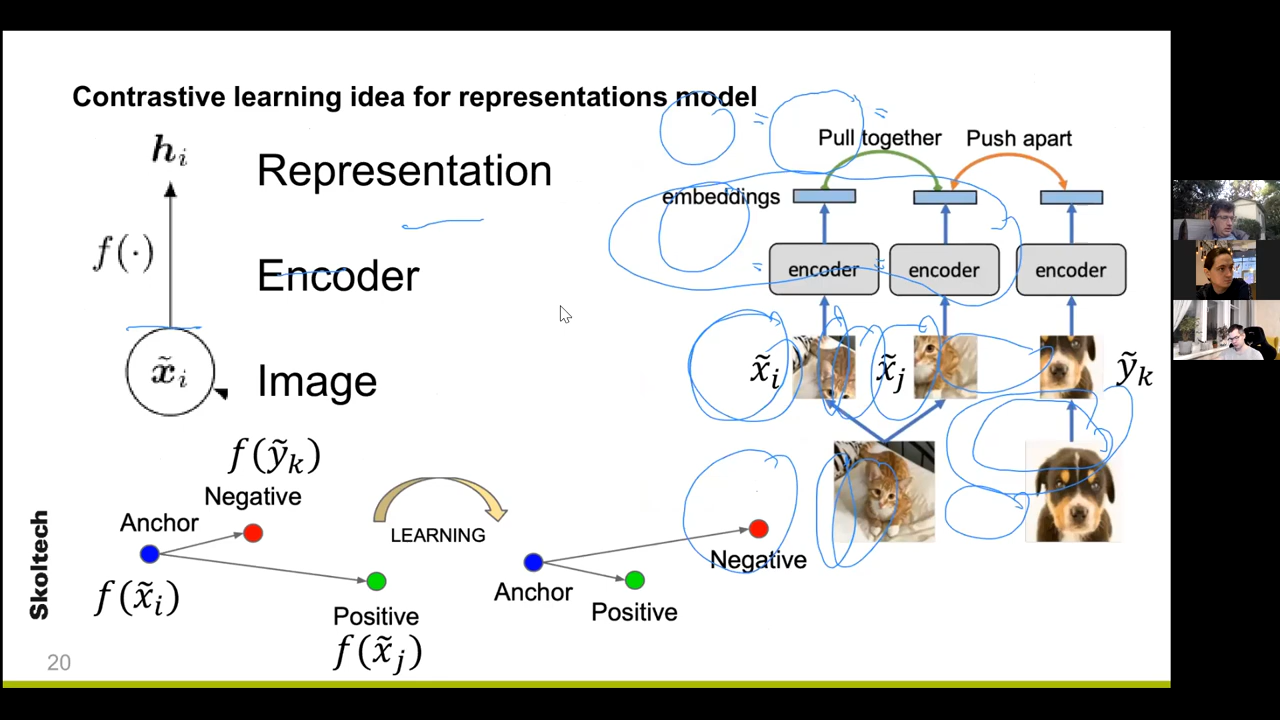 Contrastive learning idea for representations model
h_i
Representation
f(·)
Encoder
x̃_i
Image
Pull together
Push apart
embeddings
encoder
encoder
encoder
x̃_i
x̃_j
ỹ_k
f(ỹ_k)
Negative
Anchor
f(x̃_i)
Positive
f(x̃_j)
LEARNING
Anchor
Positive
Negative
Skoltech
20